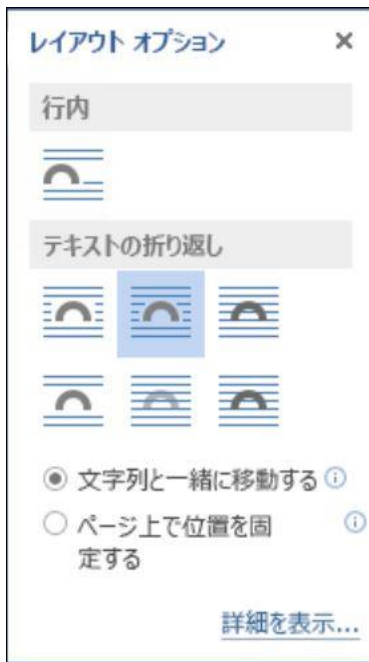 レイアウト オプション
行内
テキストの折り返し
文字列と一緒に移動する
ページ上で位置を固
定する
詳細を表示...